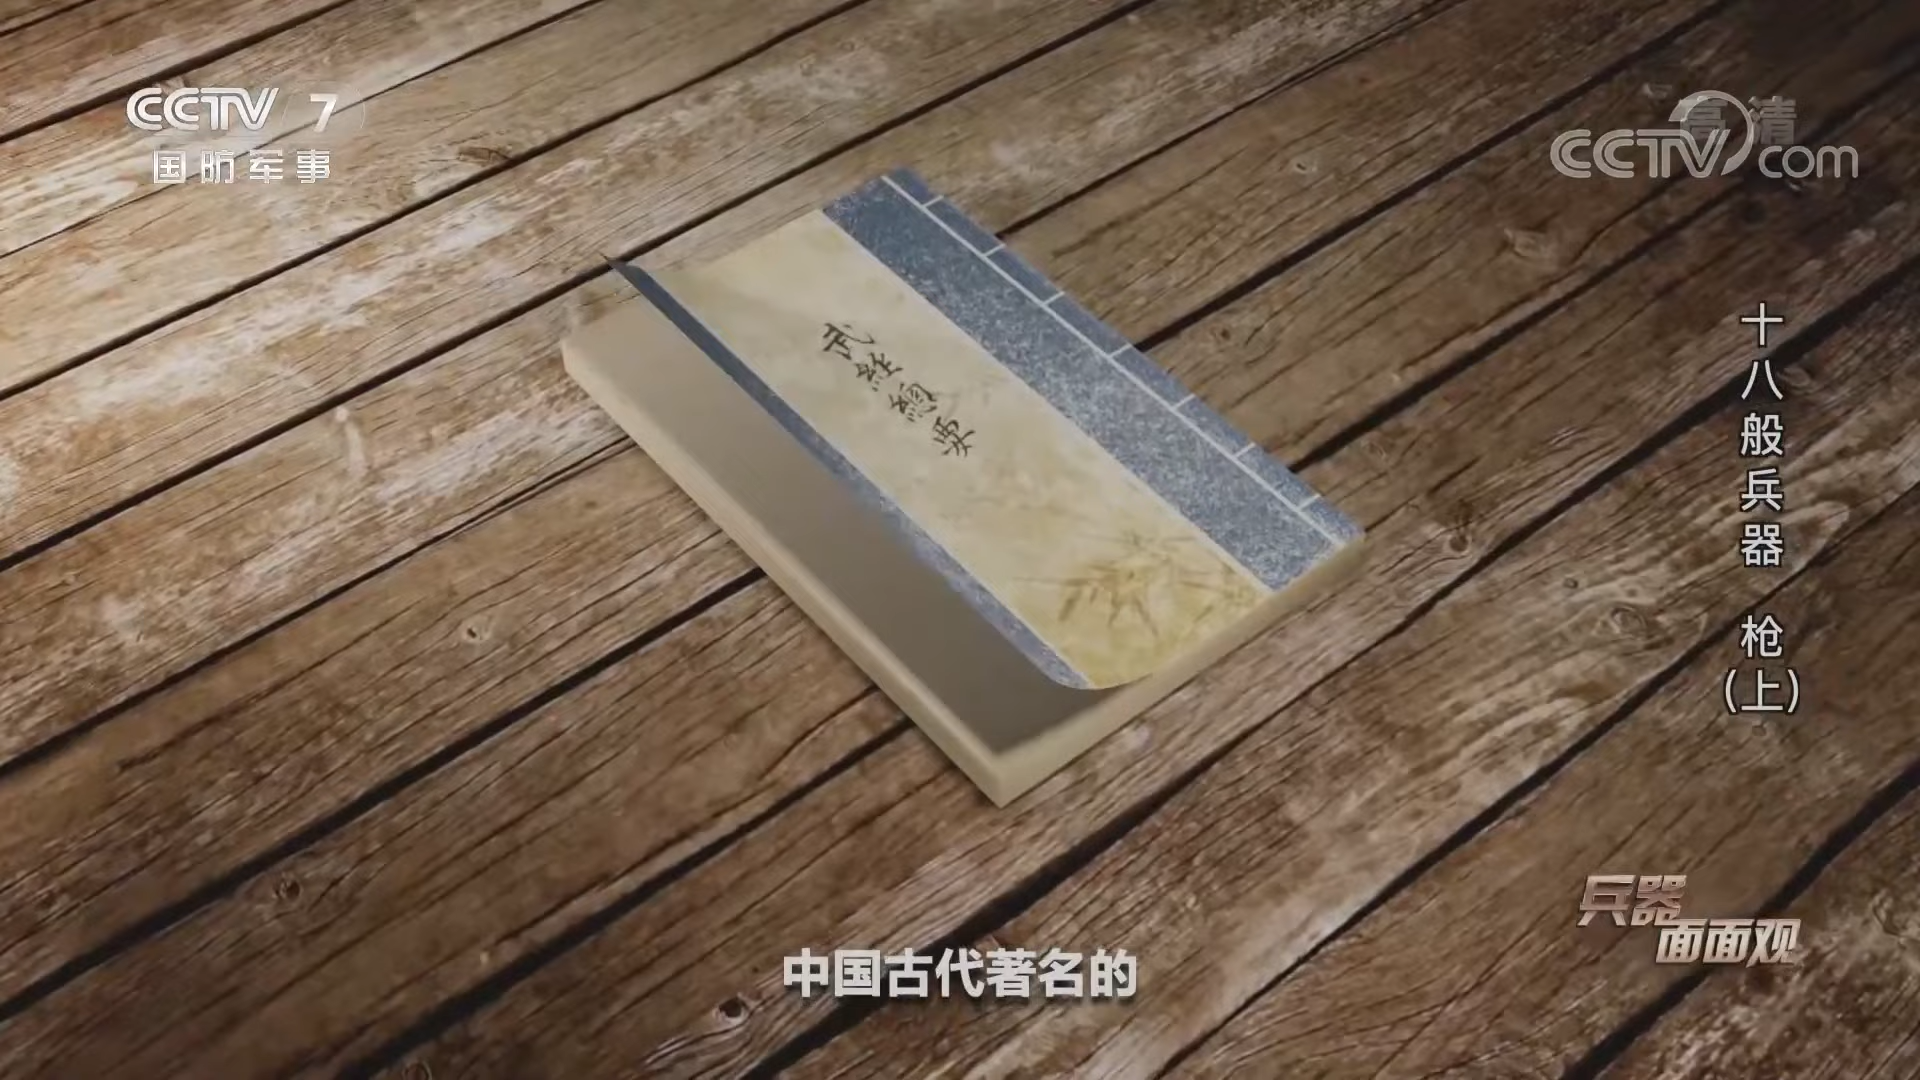 CCTV 7
国防军事
高清
CCTV.com
武經總要
十八般兵器 枪(上)
兵器面面观
中国古代著名的